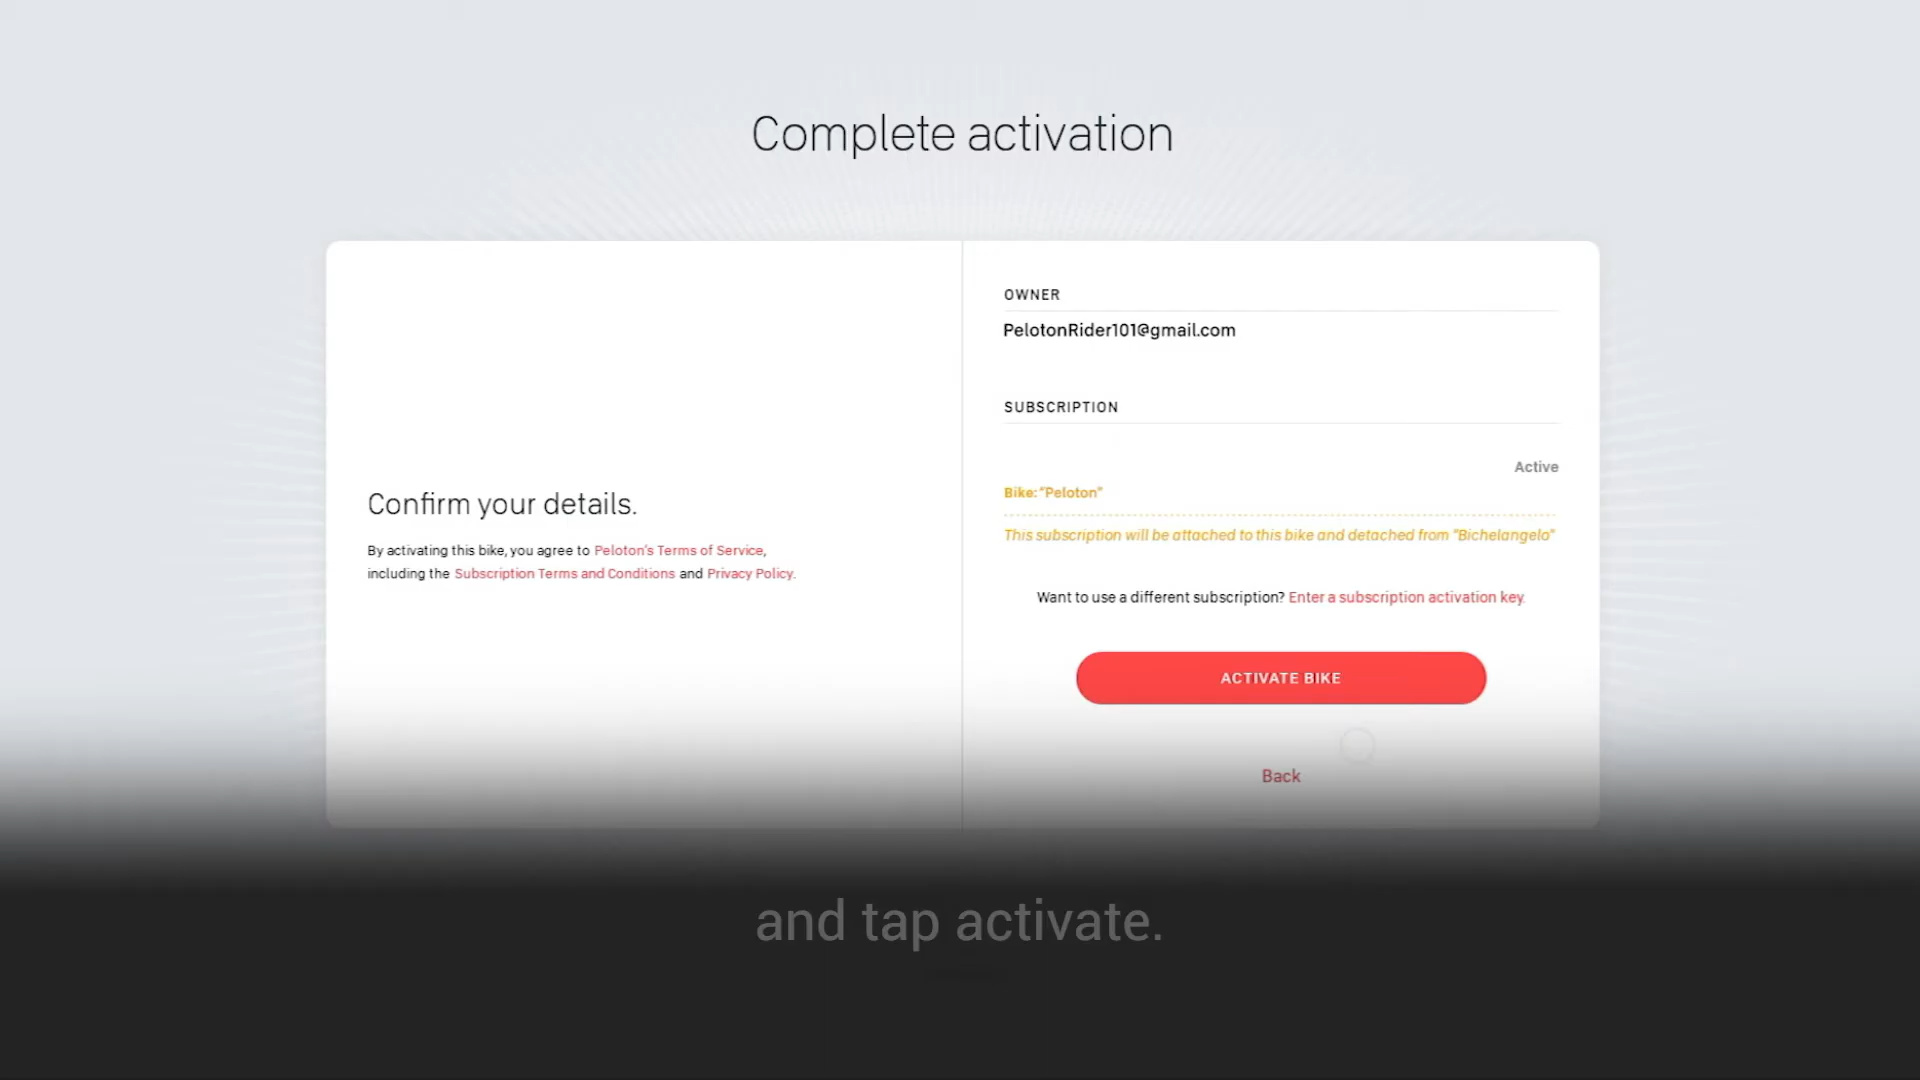 Complete activation
Confirm your details.
By activating this bike, you agree to Peloton's Terms of Service,
including the Subscription Terms and Conditions and Privacy Policy.
OWNER
PelotonRider101@gmail.com
SUBSCRIPTION
Active
Bike: "Peloton"
This subscription will be attached to this bike and detached from "Bichelangelo"
Want to use a different subscription? Enter a subscription activation key.
ACTIVATE BIKE
Back
and tap activate.